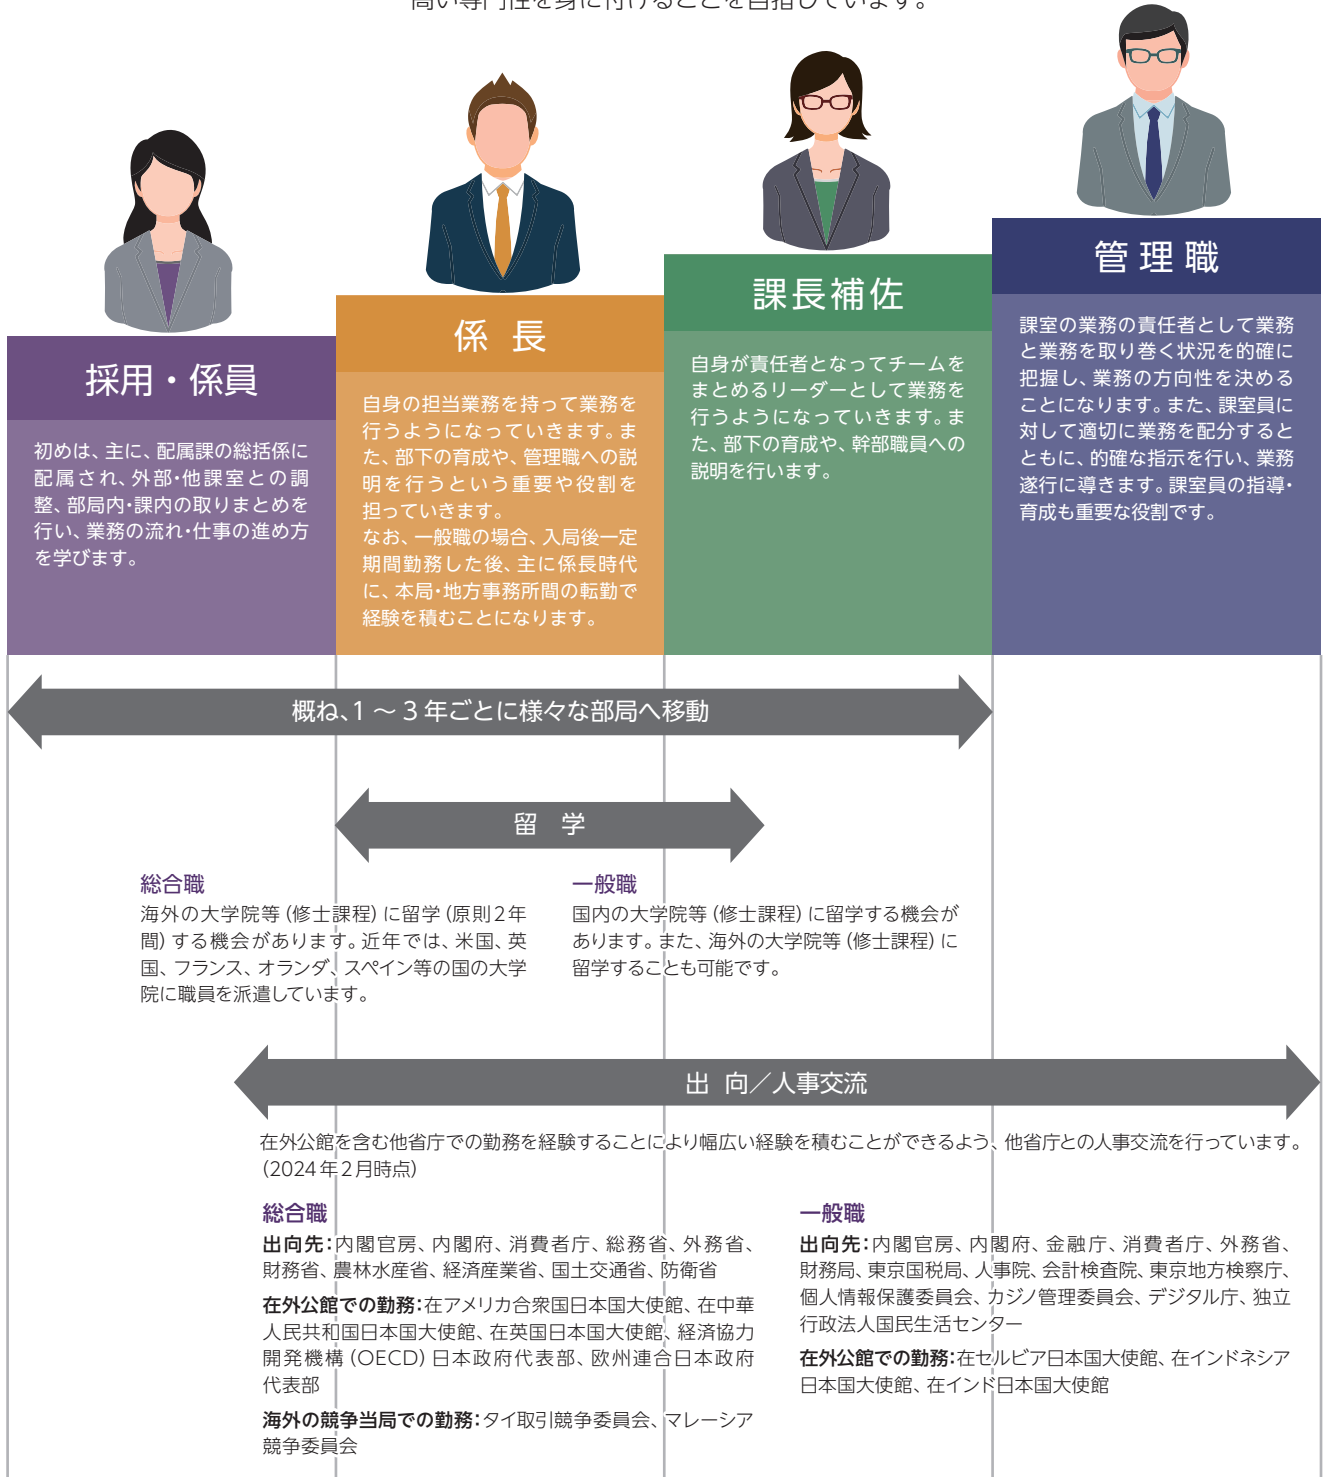 高い専門性を身に付けることを目指しています。
採用・係員
初めは、主に、配属課の総括係に
配属され、外部・他課室との調
整、部局内・課内の取りまとめを
行い、業務の流れ・仕事の進め方
を学びます。
係 長
自身の担当業務を持って業務を
行うようになっていきます。ま
た、部下の育成や、管理職への説
明を行うという重要や役割を
担っていきます。
なお、一般職の場合、入局後一定
期間勤務した後、主に係長時代
に、本局・地方事務所間の転勤で
経験を積むことになります。
課長補佐
自身が責任者となってチームを
まとめるリーダーとして業務を
行うようになっていきます。ま
た、部下の育成や、幹部職員への
説明を行います。
管理職
課室の業務の責任者として業務
と業務を取り巻く状況を的確に
把握し、業務の方向性を決める
ことになります。また、課室員に
対して適切に業務を配分すると
ともに、的確な指示を行い、業務
遂行に導きます。課室員の指導・
育成も重要な役割です。
概ね、1 ～ 3 年ごとに様々な部局へ移動
留 学
総合職
海外の大学院等（修士課程）に留学（原則2年
間）する機会があります。近年では、米国、英
国、フランス、オランダ、スペイン等の国の大学
院に職員を派遣しています。
一般職
国内の大学院等（修士課程）に留学する機会が
あります。また、海外の大学院等（修士課程）に
留学することも可能です。
出 向／人事交流
在外公館を含む他省庁での勤務を経験することにより幅広い経験を積むことができるよう、他省庁との人事交流を行っています。
（2024年2月時点）
総合職
出向先：内閣官房、内閣府、消費者庁、総務省、外務省、
財務省、農林水産省、経済産業省、国土交通省、防衛省
在外公館での勤務：在アメリカ合衆国日本国大使館、在中華
人民共和国日本国大使館、在英国日本国大使館、経済協力
開発機構（OECD）日本政府代表部、欧州連合日本政府
代表部
海外の競争当局での勤務：タイ取引競争委員会、マレーシア
競争委員会
一般職
出向先：内閣官房、内閣府、金融庁、消費者庁、外務省、
財務局、東京国税局、人事院、会計検査院、東京地方検察庁、
個人情報保護委員会、カジノ管理委員会、デジタル庁、独立
行政法人国民生活センター
在外公館での勤務：在セルビア日本国大使館、在インドネシア
日本国大使館、在インド日本国大使館